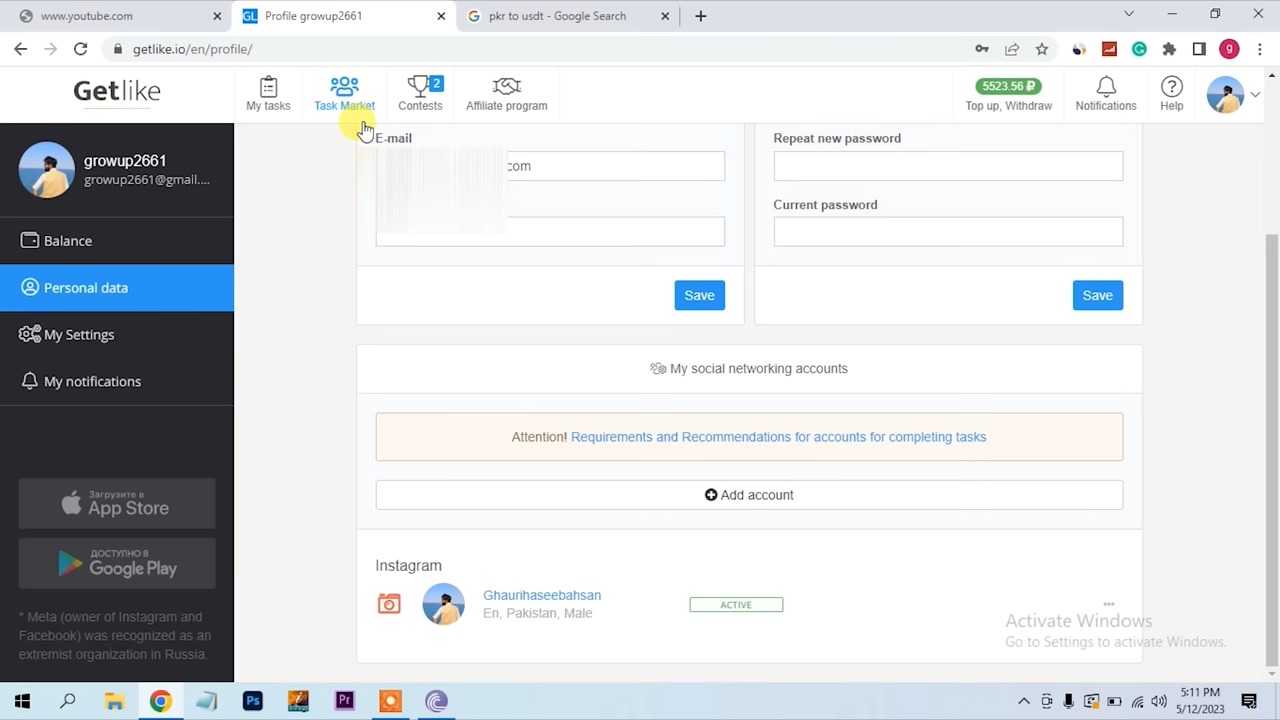 www.youtube.com
Profile growup2661
pkr to usdt - Google Search
getlike.io/en/profile/
g
Getlike
My tasks
Task Market
2
Contests
Affiliate program
5523.56 ₽
Top up, Withdraw
Notifications
Help
growup2661
growup2661@gmail....
Balance
Personal data
My Settings
My notifications
Загрузите в
App Store
ДОСТУПНО В
Google Play
* Meta (owner of Instagram and
Facebook) was recognized as an
extremist organization in Russia.
E-mail
com
Save
Repeat new password
Current password
Save
My social networking accounts
Attention! Requirements and Recommendations for accounts for completing tasks
Add account
Instagram
Ghaurihaseebahsan
En, Pakistan, Male
ACTIVE
Activate Windows
Go to Settings to activate Windows.
5:11 PM
5/12/2023